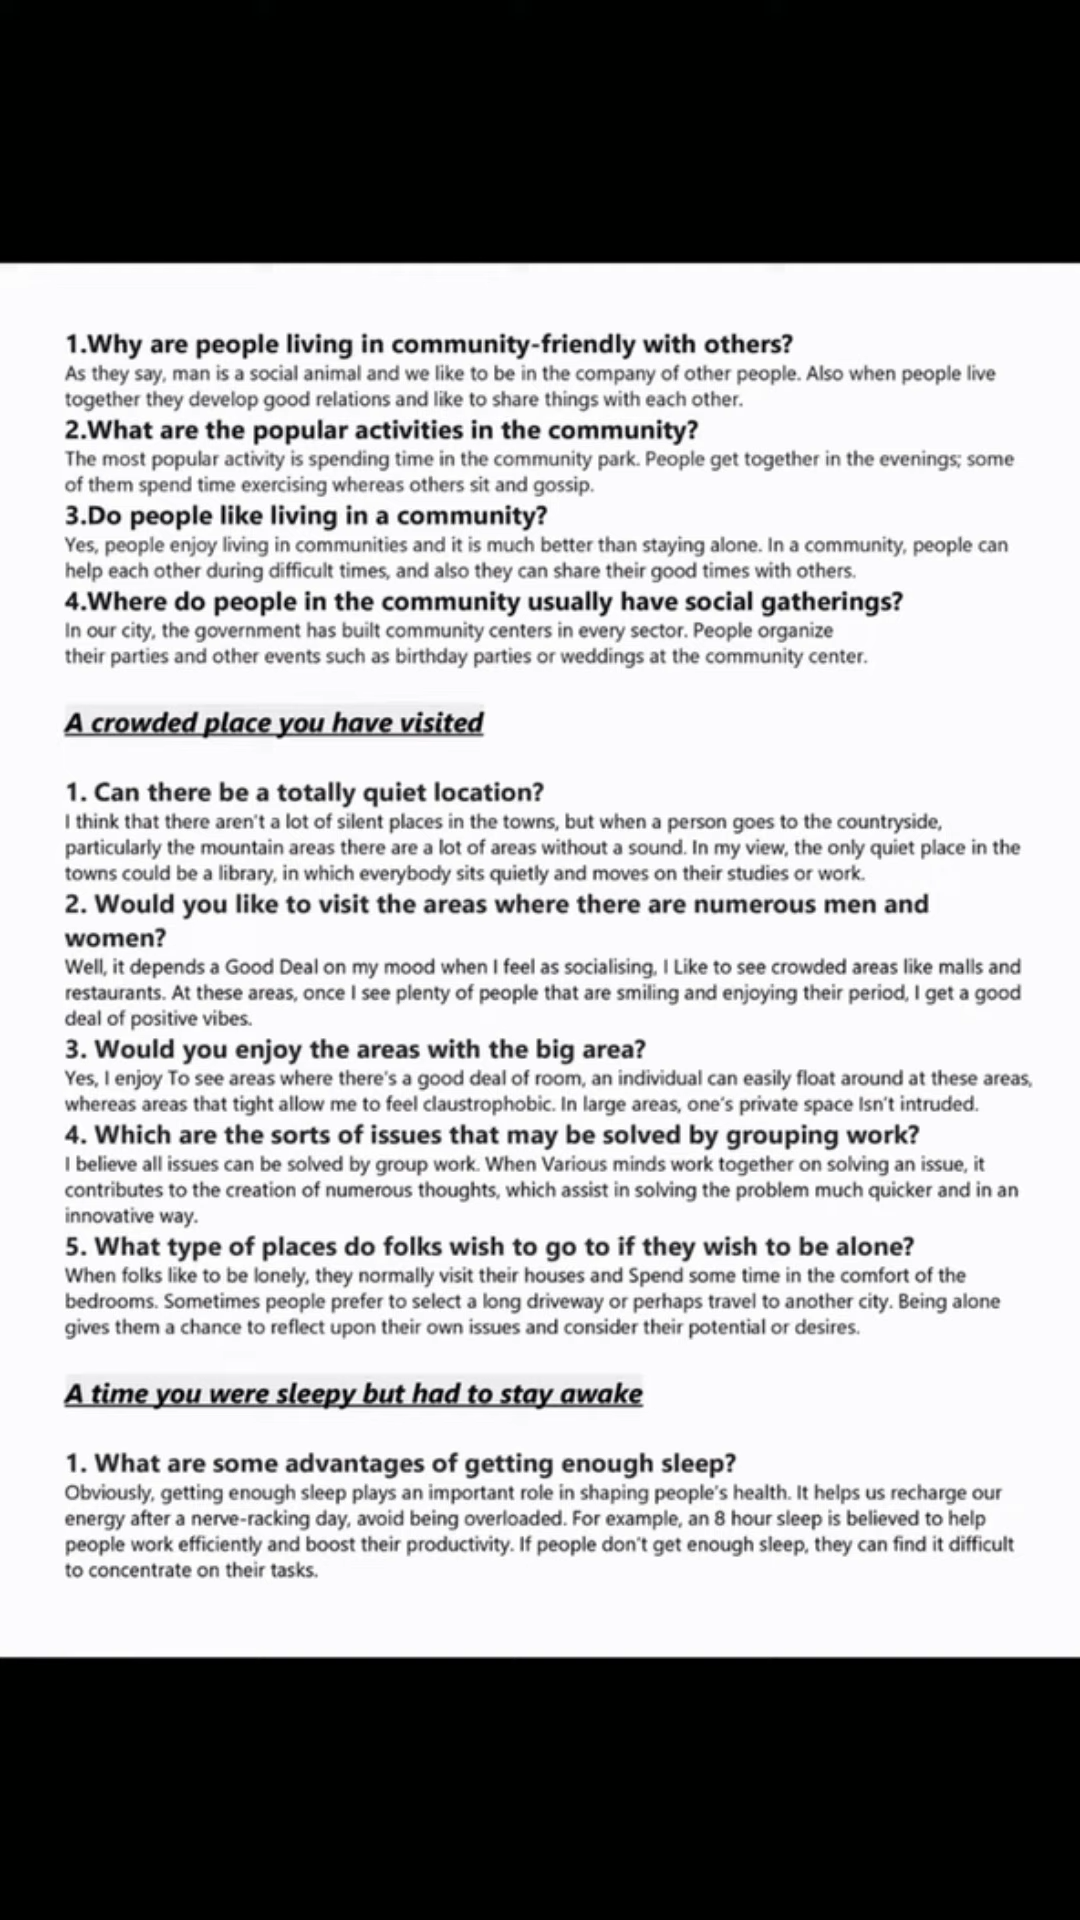 1.Why are people living in community-friendly with others?
As they say, man is a social animal and we like to be in the company of other people. Also when people live
together they develop good relations and like to share things with each other.
2.What are the popular activities in the community?
The most popular activity is spending time in the community park. People get together in the evenings; some
of them spend time exercising whereas others sit and gossip.
3.Do people like living in a community?
Yes, people enjoy living in communities and it is much better than staying alone. In a community, people can
help each other during difficult times, and also they can share their good times with others.
4.Where do people in the community usually have social gatherings?
In our city, the government has built community centers in every sector. People organize
their parties and other events such as birthday parties or weddings at the community center.
A crowded place you have visited
1. Can there be a totally quiet location?
I think that there aren't a lot of silent places in the towns, but when a person goes to the countryside,
particularly the mountain areas there are a lot of areas without a sound. In my view, the only quiet place in the
towns could be a library, in which everybody sits quietly and moves on their studies or work.
2. Would you like to visit the areas where there are numerous men and
women?
Well, it depends a Good Deal on my mood when I feel as socialising, I Like to see crowded areas like malls and
restaurants. At these areas, once I see plenty of people that are smiling and enjoying their period, I get a good
deal of positive vibes.
3. Would you enjoy the areas with the big area?
Yes, I enjoy To see areas where there's a good deal of room, an individual can easily float around at these areas,
whereas areas that tight allow me to feel claustrophobic. In large areas, one's private space Isn't intruded.
4. Which are the sorts of issues that may be solved by grouping work?
I believe all issues can be solved by group work. When Various minds work together on solving an issue, it
contributes to the creation of numerous thoughts, which assist in solving the problem much quicker and in an
innovative way.
5. What type of places do folks wish to go to if they wish to be alone?
When folks like to be lonely, they normally visit their houses and Spend some time in the comfort of the
bedrooms. Sometimes people prefer to select a long driveway or perhaps travel to another city. Being alone
gives them a chance to reflect upon their own issues and consider their potential or desires.
A time you were sleepy but had to stay awake
1. What are some advantages of getting enough sleep?
Obviously, getting enough sleep plays an important role in shaping people's health. It helps us recharge our
energy after a nerve-racking day, avoid being overloaded. For example, an 8 hour sleep is believed to help
people work efficiently and boost their productivity. If people don't get enough sleep, they can find it difficult
to concentrate on their tasks.